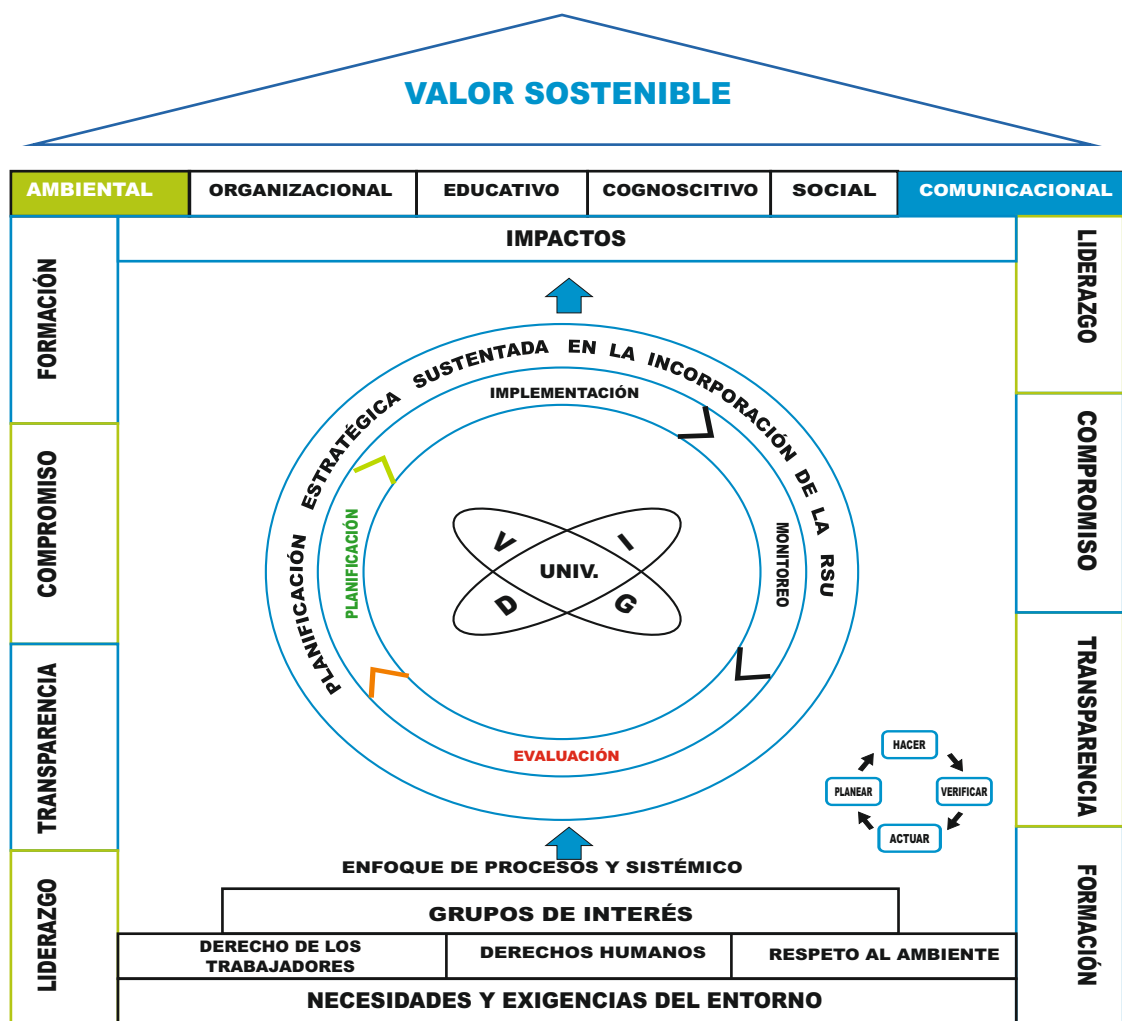 VALOR SOSTENIBLE
AMBIENTAL
ORGANIZACIONAL
EDUCATIVO
COGNOSCITIVO
SOCIAL
COMUNICACIONAL
IMPACTOS
FORMACIÓN
COMPROMISO
TRANSPARENCIA
LIDERAZGO
PLANIFICACIÓN ESTRATÉGICA SUSTENTADA EN LA INCORPORACIÓN DE LA RSU
IMPLEMENTACIÓN
MONITOREO
EVALUACIÓN
PLANIFICACIÓN
V
I
UNIV.
D
G
HACER
PLANEAR
VERIFICAR
ACTUAR
LIDERAZGO
COMPROMISO
TRANSPARENCIA
FORMACIÓN
ENFOQUE DE PROCESOS Y SISTÉMICO
GRUPOS DE INTERÉS
DERECHO DE LOS
TRABAJADORES
DERECHOS HUMANOS
RESPETO AL AMBIENTE
NECESIDADES Y EXIGENCIAS DEL ENTORNO